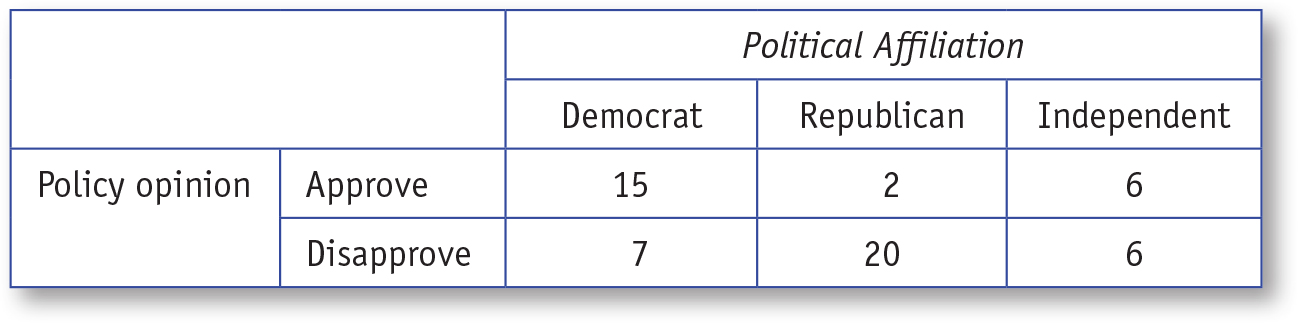 Political Affiliation
Democrat Republican Independent
Policy opinion Approve 15 2 6
Disapprove 7 20 6